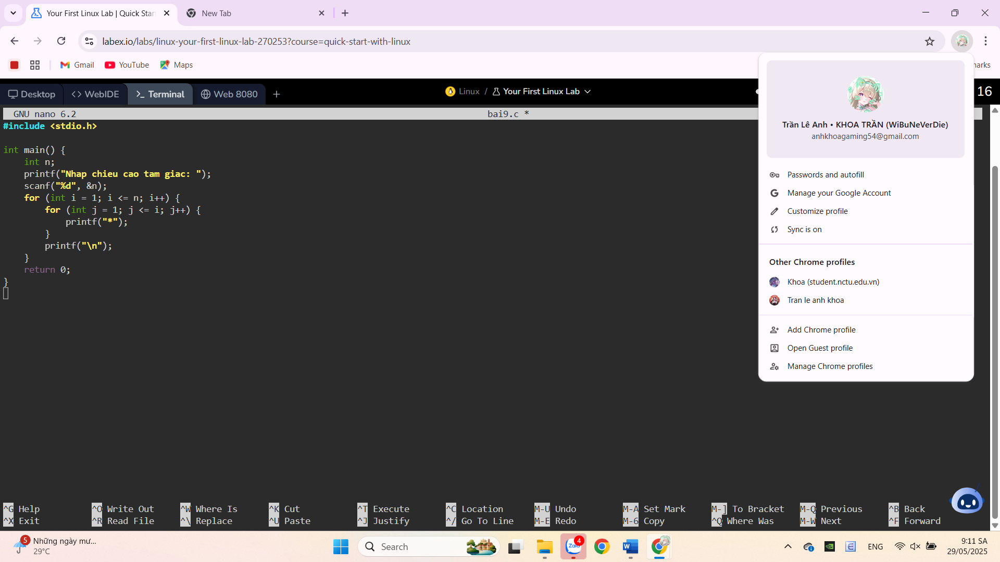 Your First Linux Lab | Quick Star
New Tab
labex.io/labs/linux-your-first-linux-lab-270253?course=quick-start-with-linux
Gmail
YouTube
Maps
Desktop
WebIDE
Terminal
Web 8080
Linux / Your First Linux Lab
16
GNU nano 6.2
bai9.c *
#include <stdio.h>
int main() {
    int n;
    printf("Nhap chieu cao tam giac: ");
    scanf("%d", &n);
    for (int i = 1; i <= n; i++) {
        for (int j = 1; j <= i; j++) {
            printf("*");
        }
        printf("\n");
    }
    return 0;
}
Trần Lê Anh • KHOA TRẦN (WiBuNeVerDie)
anhkhoagaming54@gmail.com
Passwords and autofill
Manage your Google Account
Customize profile
Sync is on
Other Chrome profiles
Khoa (student.nctu.edu.vn)
Tran le anh khoa
Add Chrome profile
Open Guest profile
Manage Chrome profiles
^G Help ^O Write Out ^W Where Is ^K Cut ^T Execute ^C Location M-U Undo M-A Set Mark M-] To Bracket M-Q Previous ^B Back
^X Exit ^R Read File ^\ Replace ^U Paste ^J Justify ^/ Go To Line M-E Redo M-6 Copy ^Q Where Was M-W Next ^F Forward
5
Những ngày mư...
29°C
Search
Zalo
4
ENG
9:11 SA
29/05/2025